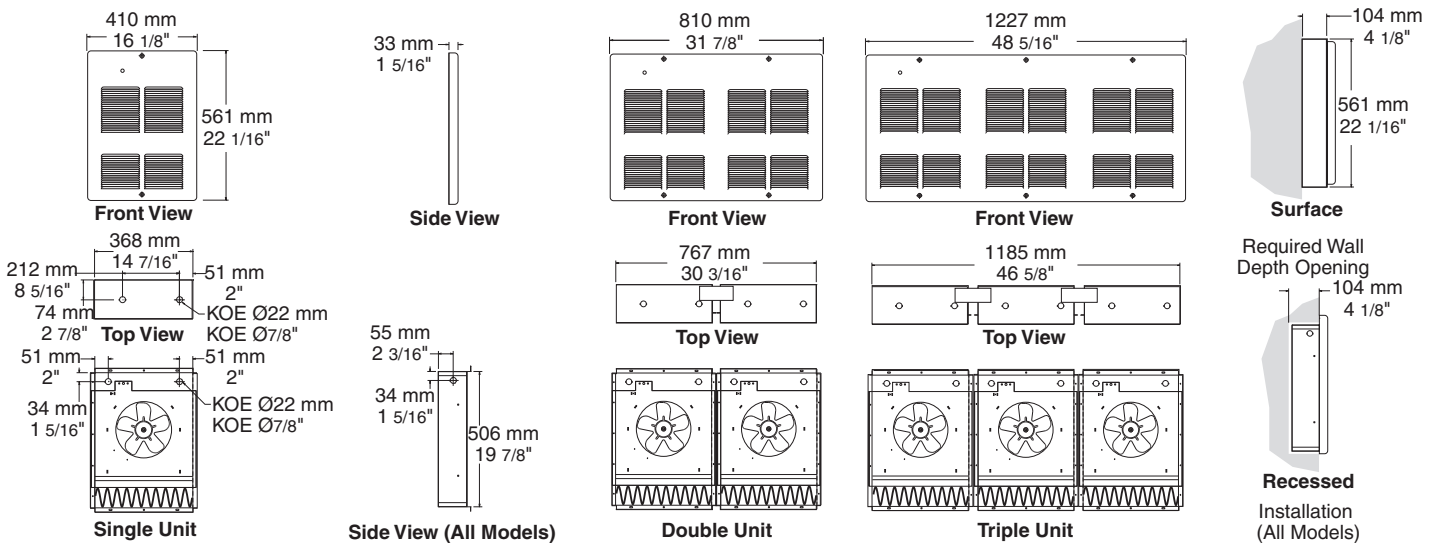 410 mm
16 1/8"
561 mm
22 1/16"
Front View
33 mm
1 5/16"
Side View
810 mm
31 7/8"
Front View
1227 mm
48 5/16"
Front View
104 mm
4 1/8"
561 mm
22 1/16"
Surface
368 mm
14 7/16"
212 mm
8 5/16"
51 mm
2"
74 mm
2 7/8"
KOE Ø22 mm
KOE Ø7/8"
Top View
767 mm
30 3/16"
Top View
1185 mm
46 5/8"
Top View
Required Wall
Depth Opening
104 mm
4 1/8"
51 mm
2"
51 mm
2"
34 mm
1 5/16"
KOE Ø22 mm
KOE Ø7/8"
Single Unit
55 mm
2 3/16"
34 mm
1 5/16"
506 mm
19 7/8"
Side View (All Models)
Double Unit
Triple Unit
Recessed
Installation
(All Models)